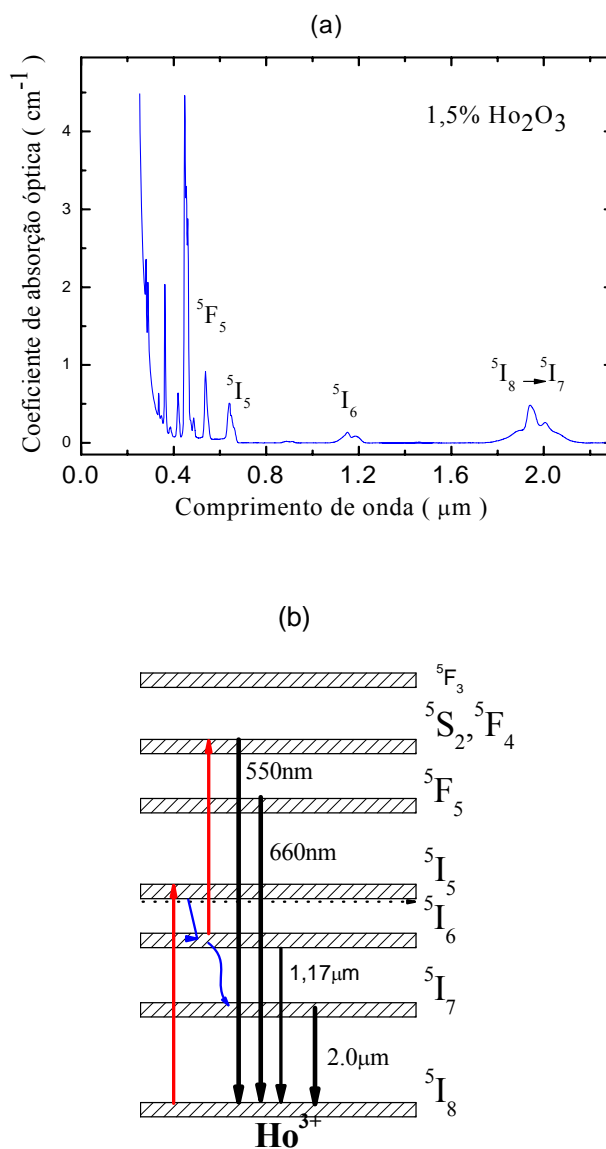 (a)
Coeficiente de absorção óptica ( cm⁻¹ )
4
3
2
1
0
1,5% Ho₂O₃
⁵F₅
⁵I₅
⁵I₆
⁵I₈ → ⁵I₇
0.0 0.4 0.8 1.2 1.6 2.0
Comprimento de onda ( μm )
(b)
⁵F₃
⁵S₂,⁵F₄
550nm
⁵F₅
660nm
⁵I₅
⁵I₆
1,17μm
⁵I₇
2.0μm
⁵I₈
Ho³⁺